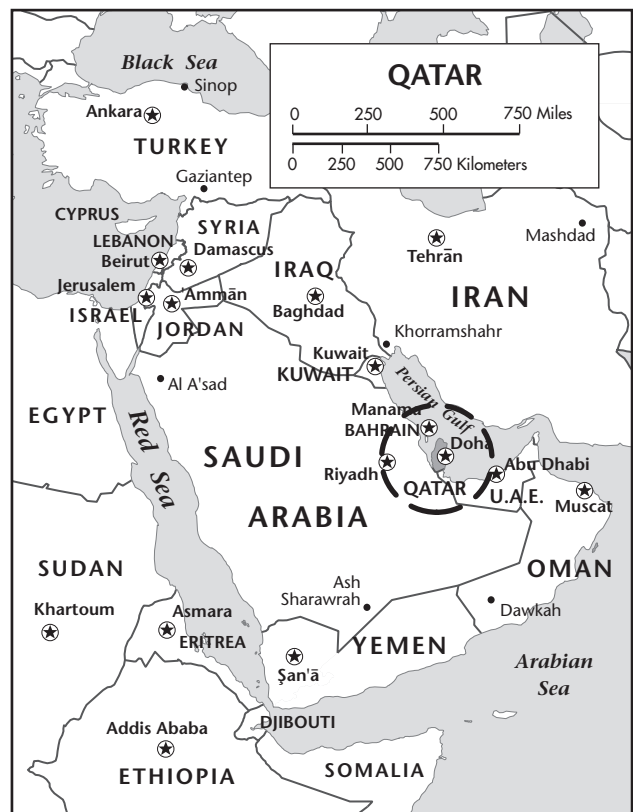 Black Sea
Sinop
QATAR
0 250 500 750 Miles
0 250 500 750 Kilometers
Ankara
TURKEY
Gaziantep
CYPRUS
SYRIA
LEBANON
Damascus
Beirut
Mashdad
Tehrān
IRAQ
IRAN
Jerusalem
'Ammān
Baghdad
ISRAEL
JORDAN
Khorramshahr
Kuwait
KUWAIT
Al A'sad
Persian Gulf
EGYPT
Red Sea
Manama
BAHRAIN
Doha
SAUDI
ARABIA
Riyadh
Abu Dhabi
QATAR
U.A.E.
Muscat
SUDAN
OMAN
Ash
Sharawrah
Khartoum
Asmara
ERITREA
Dawkah
YEMEN
Şan'ā
Arabian
Sea
DJIBOUTI
Addis Ababa
ETHIOPIA
SOMALIA